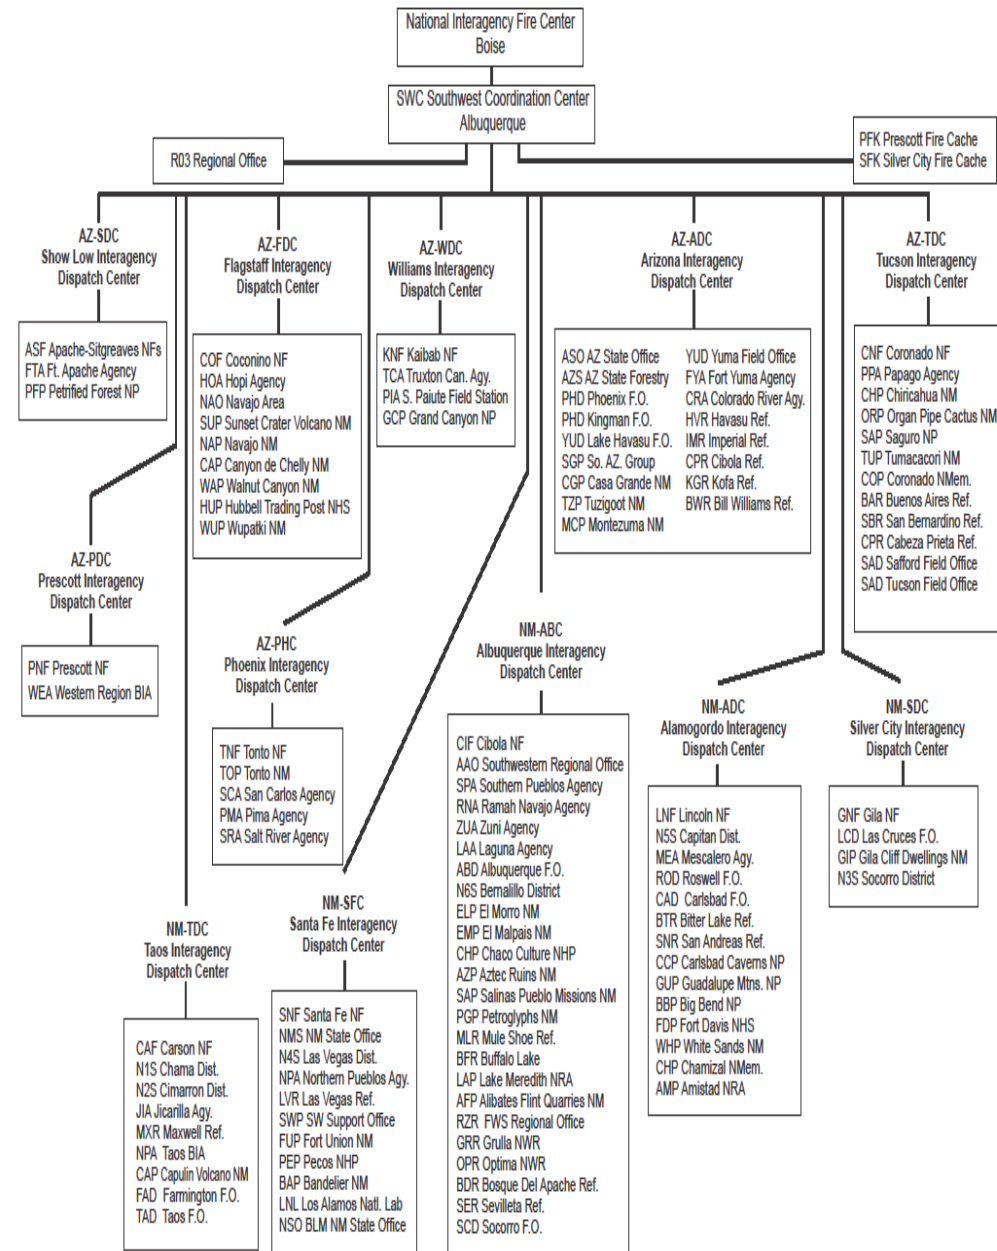 National Interagency Fire Center
Boise
SWC Southwest Coordination Center
Albuquerque
R03 Regional Office
PFK Prescott Fire Cache
SFK Silver City Fire Cache
AZ-SDC
Show Low Interagency
Dispatch Center
ASF Apache-Sitgreaves NFs
FTA Ft. Apache Agency
PFP Petrified Forest NP
AZ-FDC
Flagstaff Interagency
Dispatch Center
COF Coconino NF
HOA Hopi Agency
NAO Navajo Area
SUP Sunset Crater Volcano NM
NAP Navajo NM
CAP Canyon de Chelly NM
WAP Walnut Canyon NM
HUP Hubbell Trading Post NHS
WUP Wupatki NM
AZ-WDC
Williams Interagency
Dispatch Center
KNF Kaibab NF
TCA Truxton Can. Agy.
PIA S. Paiute Field Station
GCP Grand Canyon NP
AZ-ADC
Arizona Interagency
Dispatch Center
ASO AZ State Office
AZS AZ State Forestry
PHD Phoenix F.O.
PHD Kingman F.O.
YUD Lake Havasu F.O.
SGP So. AZ. Group
CGP Casa Grande NM
TZP Tuzigoot NM
MCP Montezuma NM
YUD Yuma Field Office
FYA Fort Yuma Agency
CRA Colorado River Agy.
HVR Havasu Ref.
IMR Imperial Ref.
CPR Cibola Ref.
KGR Kofa Ref.
BWR Bill Williams Ref.
AZ-TDC
Tucson Interagency
Dispatch Center
CNF Coronado NF
PPA Papago Agency
CHP Chiricahua NM
ORP Organ Pipe Cactus NM
SAP Saguro NP
TUP Tumacacori NM
COP Coronado NMem.
BAR Buenos Aires Ref.
SBR San Bernardino Ref.
CPR Cabeza Prieta Ref.
SAD Safford Field Office
SAD Tucson Field Office
AZ-PDC
Prescott Interagency
Dispatch Center
PNF Prescott NF
WEA Western Region BIA
AZ-PHC
Phoenix Interagency
Dispatch Center
TNF Tonto NF
TOP Tonto NM
SCA San Carlos Agency
PMA Pima Agency
SRA Salt River Agency
NM-ABC
Albuquerque Interagency
Dispatch Center
CIF Cibola NF
AAO Southwestern Regional Office
SPA Southern Pueblos Agency
RNA Ramah Navajo Agency
ZUA Zuni Agency
LAA Laguna Agency
ABD Albuquerque F.O.
N6S Bernalillo District
ELP El Morro NM
EMP El Malpais NM
CHP Chaco Culture NHP
AZP Aztec Ruins NM
SAP Salinas Pueblo Missions NM
PGP Petroglyphs NM
MLR Mule Shoe Ref.
BFR Buffalo Lake
LAP Lake Meredith NRA
AFP Alibates Flint Quarries NM
RZR FWS Regional Office
GRR Grulla NWR
OPR Optima NWR
BDR Bosque Del Apache Ref.
SER Sevilleta Ref.
SCD Socorro F.O.
NM-ADC
Alamogordo Interagency
Dispatch Center
LNF Lincoln NF
N5S Capitan Dist.
MEA Mescalero Agy.
ROD Roswell F.O.
CAD Carlsbad F.O.
BTR Bitter Lake Ref.
SNR San Andreas Ref.
CCP Carlsbad Caverns NP
GUP Guadalupe Mtns. NP
BBP Big Bend NP
FDP Fort Davis NHS
WHP White Sands NM
CHP Chamizal NMem.
AMP Amistad NRA
NM-SDC
Silver City Interagency
Dispatch Center
GNF Gila NF
LCD Las Cruces F.O.
GIP Gila Cliff Dwellings NM
N3S Socorro District
NM-TDC
Taos Interagency
Dispatch Center
CAF Carson NF
N1S Chama Dist.
N2S Cimarron Dist.
JIA Jicarilla Agy.
MXR Maxwell Ref.
NPA Taos BIA
CAP Capulin Volcano NM
FAD Farmington F.O.
TAD Taos F.O.
NM-SFC
Santa Fe Interagency
Dispatch Center
SNF Santa Fe NF
NMS NM State Office
N4S Las Vegas Dist.
NPA Northern Pueblos Agy.
LVR Las Vegas Ref.
SWP SW Support Office
FUP Fort Union NM
PEP Pecos NHP
BAP Bandelier NM
LNL Los Alamos Natl. Lab
NSO BLM NM State Office